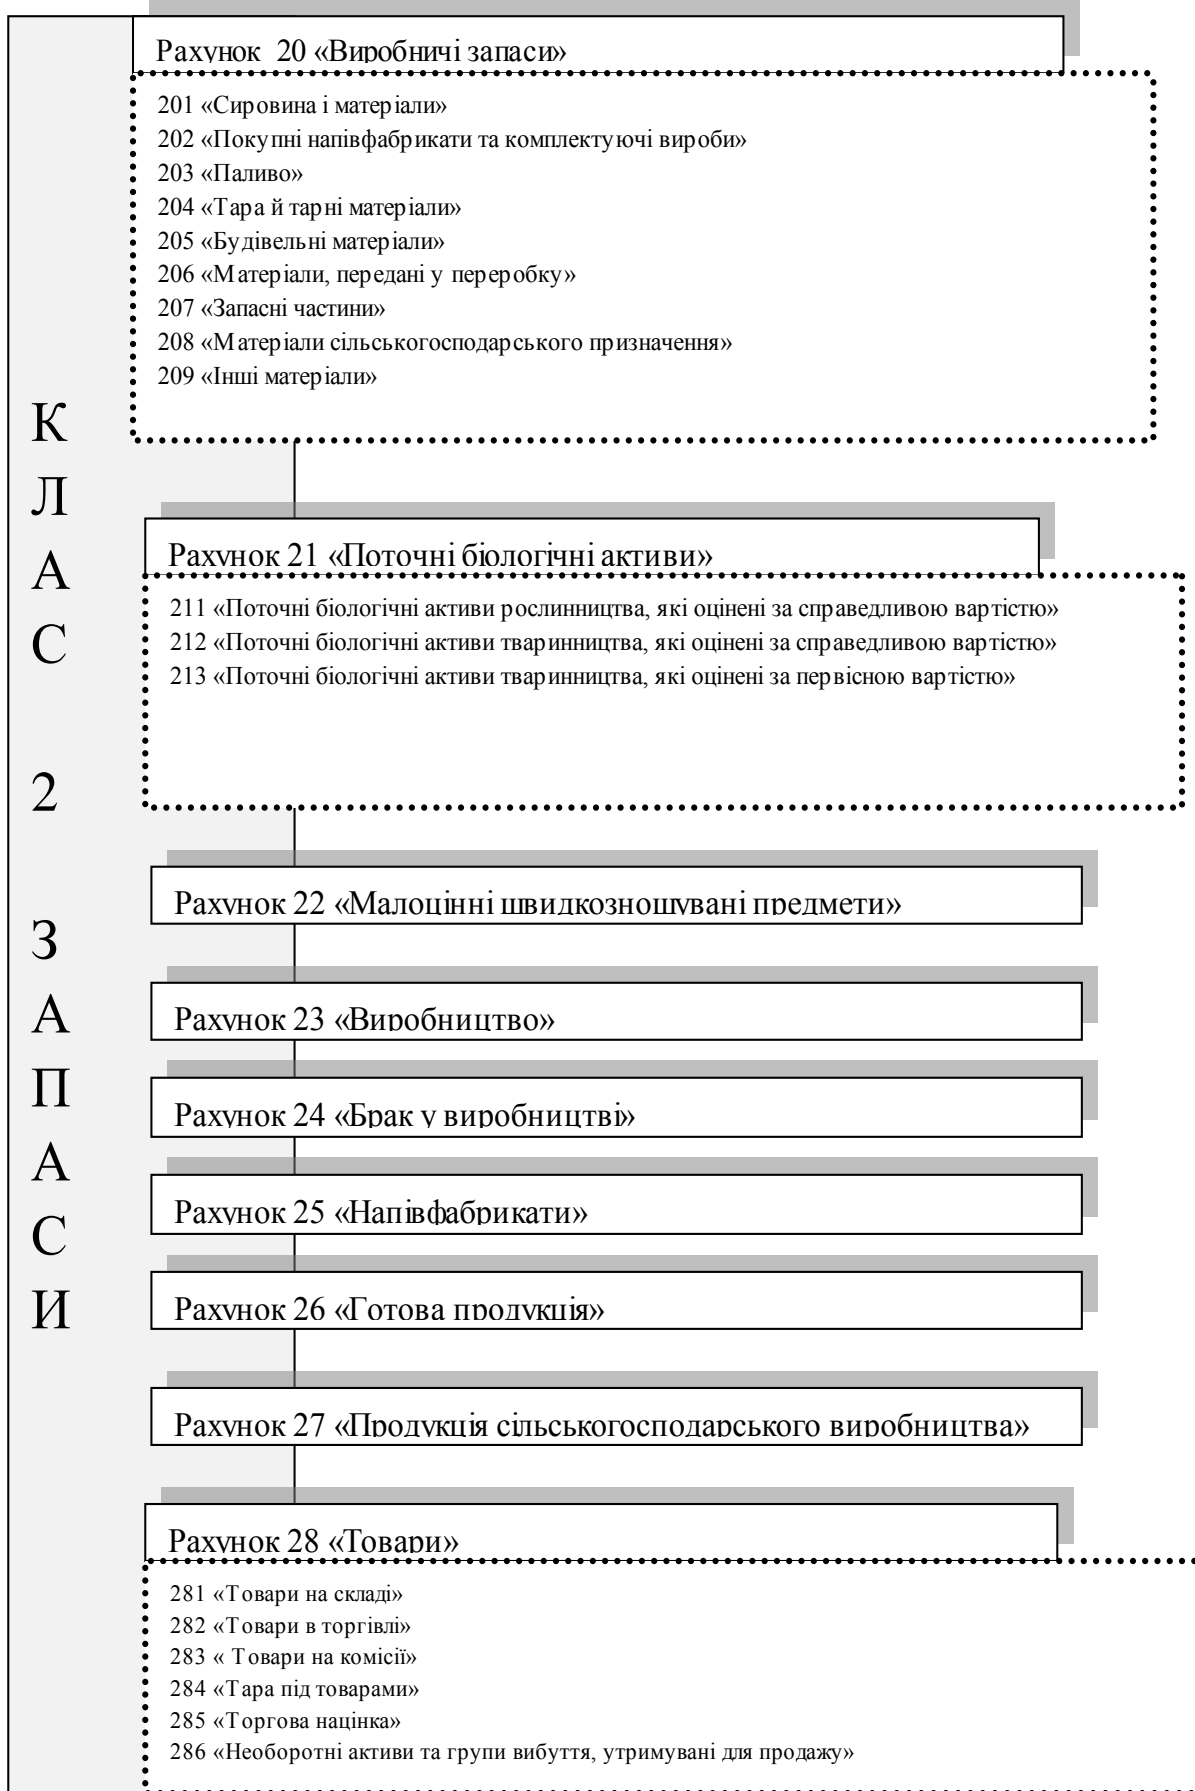 Рахунок 20 «Виробничі запаси»
201 «Сировина і матеріали»
202 «Покупні напівфабрикати та комплектуючі вироби»
203 «Паливо»
204 «Тара й тарні матеріали»
205 «Будівельні матеріали»
206 «Матеріали, передані у переробку»
207 «Запасні частини»
208 «Матеріали сільськогосподарського призначення»
209 «Інші матеріали»
КЛАС 2 ЗАПАСИ
Рахунок 21 «Поточні біологічні активи»
211 «Поточні біологічні активи рослинництва, які оцінені за справедливою вартістю»
212 «Поточні біологічні активи тваринництва, які оцінені за справедливою вартістю»
213 «Поточні біологічні активи тваринництва, які оцінені за первісною вартістю»
Рахунок 22 «Малоцінні швидкозношувані предмети»
Рахунок 23 «Виробництво»
Рахунок 24 «Брак у виробництві»
Рахунок 25 «Напівфабрикати»
Рахунок 26 «Готова продукція»
Рахунок 27 «Продукція сільськогосподарського виробництва»
Рахунок 28 «Товари»
281 «Товари на складі»
282 «Товари в торгівлі»
283 « Товари на комісії»
284 «Тара під товарами»
285 «Торгова націнка»
286 «Необоротні активи та групи вибуття, утримувані для продажу»